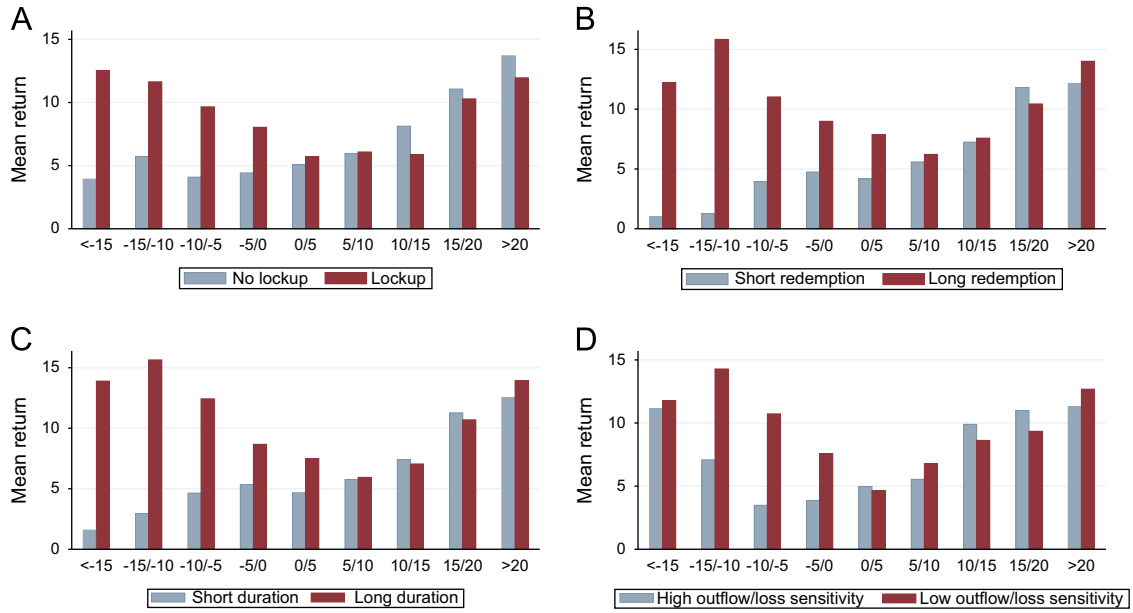 A
Mean return
15
10
5
0
<-15 -15/-10 -10/-5 -5/0 0/5 5/10 10/15 15/20 >20
No lockup Lockup
B
Mean return
15
10
5
0
<-15 -15/-10 -10/-5 -5/0 0/5 5/10 10/15 15/20 >20
Short redemption Long redemption
C
Mean return
15
10
5
0
<-15 -15/-10 -10/-5 -5/0 0/5 5/10 10/15 15/20 >20
Short duration Long duration
D
Mean return
15
10
5
0
<-15 -15/-10 -10/-5 -5/0 0/5 5/10 10/15 15/20 >20
High outflow/loss sensitivity Low outflow/loss sensitivity